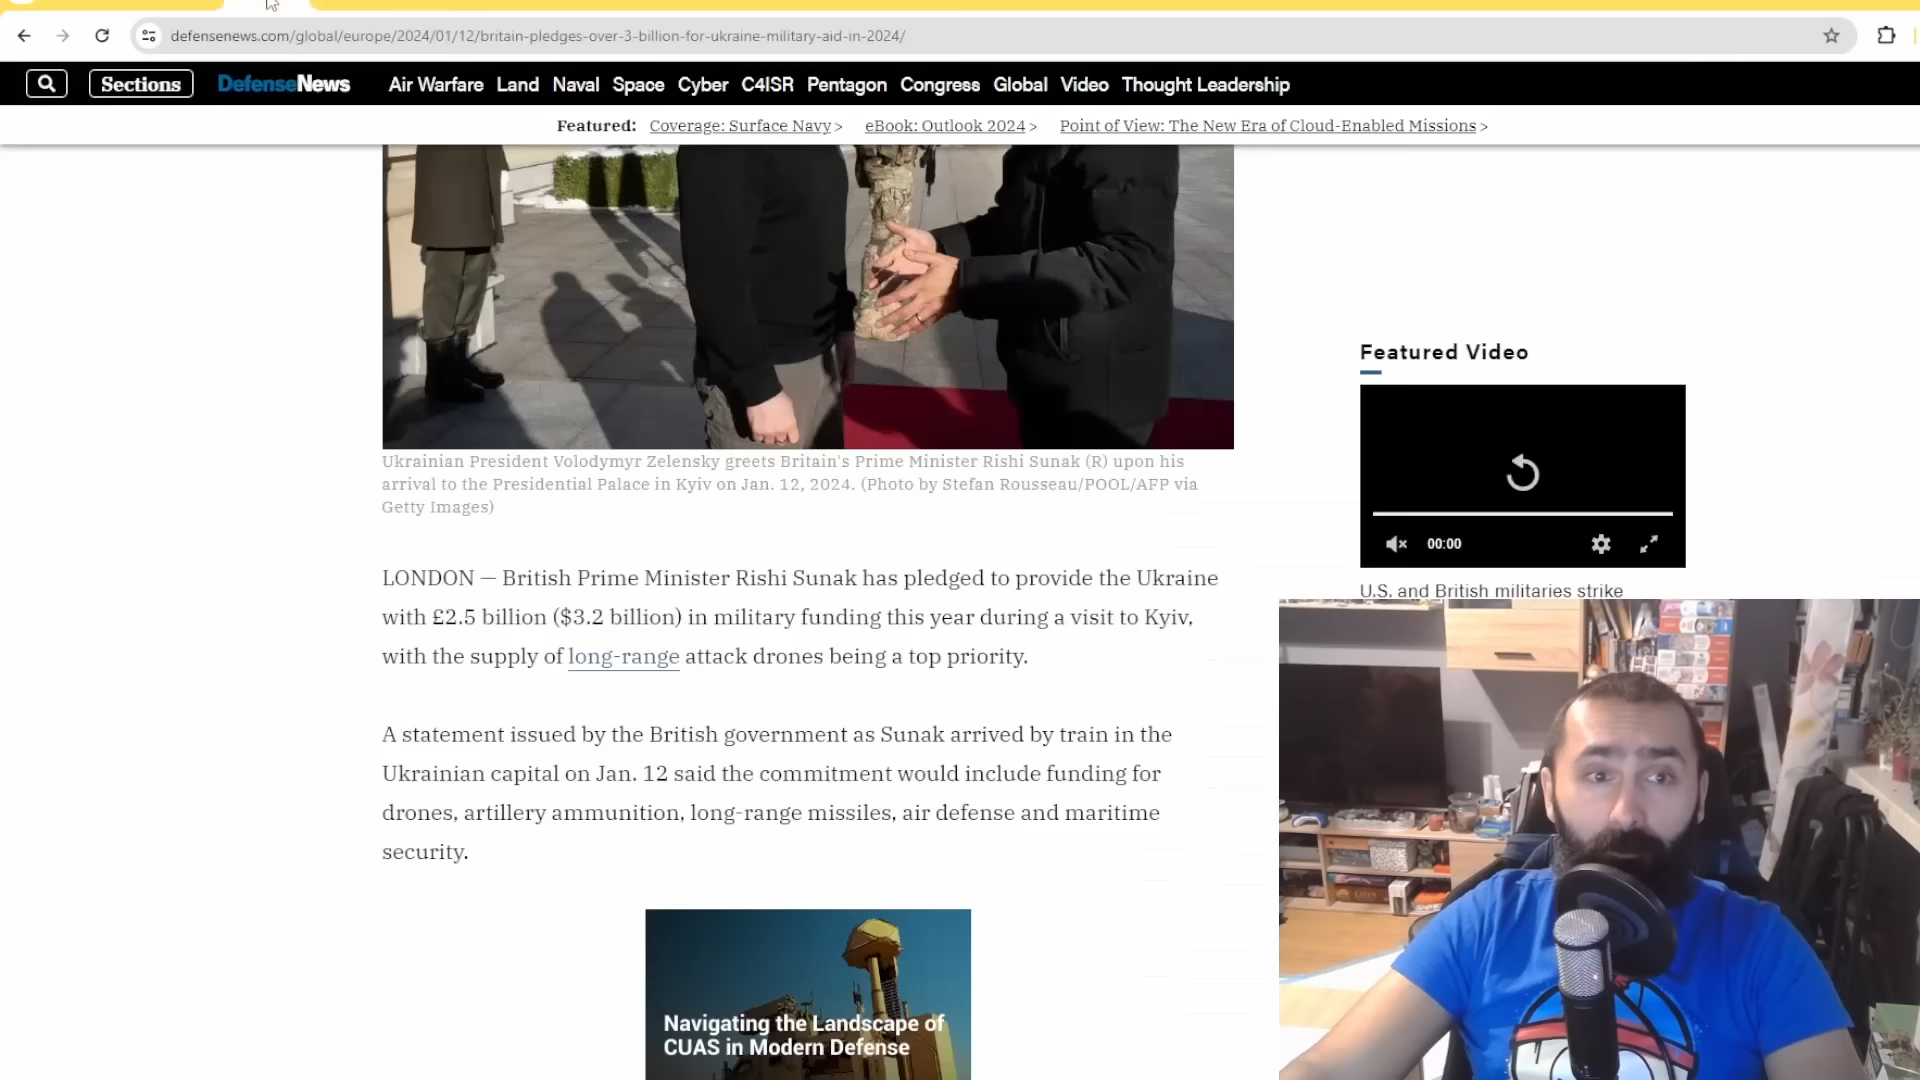 defensenews.com/global/europe/2024/01/12/britain-pledges-over-3-billion-for-ukraine-military-aid-in-2024/
Sections
DefenseNews
Air Warfare Land Naval Space Cyber C4ISR Pentagon Congress Global Video Thought Leadership
Featured: Coverage: Surface Navy > eBook: Outlook 2024 > Point of View: The New Era of Cloud-Enabled Missions >
Ukrainian President Volodymyr Zelensky greets Britain's Prime Minister Rishi Sunak (R) upon his
arrival to the Presidential Palace in Kyiv on Jan. 12, 2024. (Photo by Stefan Rousseau/POOL/AFP via
Getty Images)
LONDON — British Prime Minister Rishi Sunak has pledged to provide the Ukraine
with £2.5 billion ($3.2 billion) in military funding this year during a visit to Kyiv,
with the supply of long-range attack drones being a top priority.
A statement issued by the British government as Sunak arrived by train in the
Ukrainian capital on Jan. 12 said the commitment would include funding for
drones, artillery ammunition, long-range missiles, air defense and maritime
security.
Navigating the Landscape of
CUAS in Modern Defense
Featured Video
00:00
U.S. and British militaries strike
CATAN